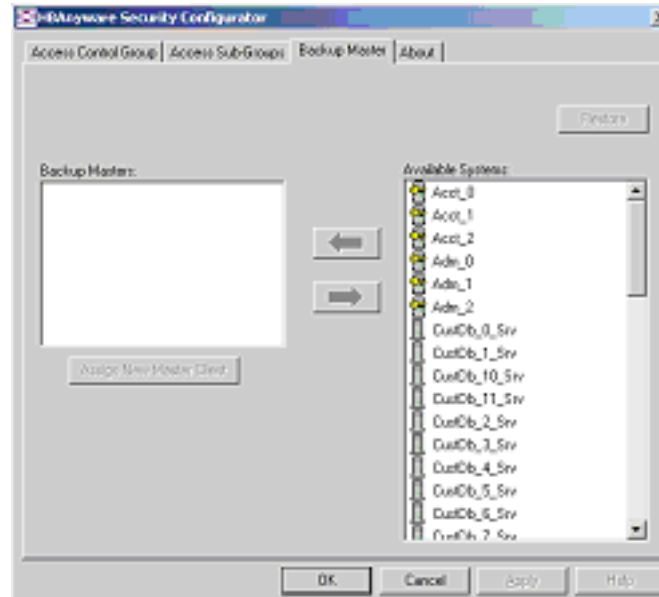 HBAnyware Security Configurator
Access Control Group Access Sub-Groups Backup Master About
Restore
Backup Masters:
Available Systems:
Acct_0
Acct_1
Acct_2
Adm_0
Adm_1
Adm_2
CustDb_0_Srv
CustDb_1_Srv
CustDb_10_Srv
CustDb_11_Srv
CustDb_2_Srv
CustDb_3_Srv
CustDb_4_Srv
CustDb_5_Srv
CustDb_6_Srv
CustDb_7_Srv
Assign New Master Client
OK Cancel Apply Help